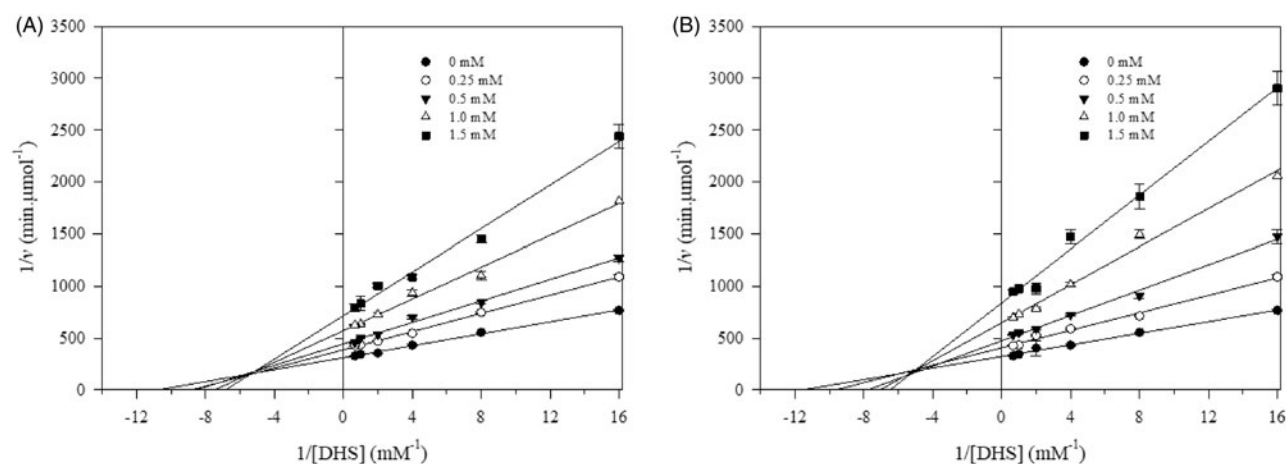 (A)
3500
3000
2500
2000
1500
1000
500
0
1/v (min.µmol⁻¹)
0 mM
0.25 mM
0.5 mM
1.0 mM
1.5 mM
-12 -8 -4 0 4 8 12 16
1/[DHS] (mM⁻¹)
(B)
3500
3000
2500
2000
1500
1000
500
0
1/v (min.µmol⁻¹)
0 mM
0.25 mM
0.5 mM
1.0 mM
1.5 mM
-12 -8 -4 0 4 8 12 16
1/[DHS] (mM⁻¹)